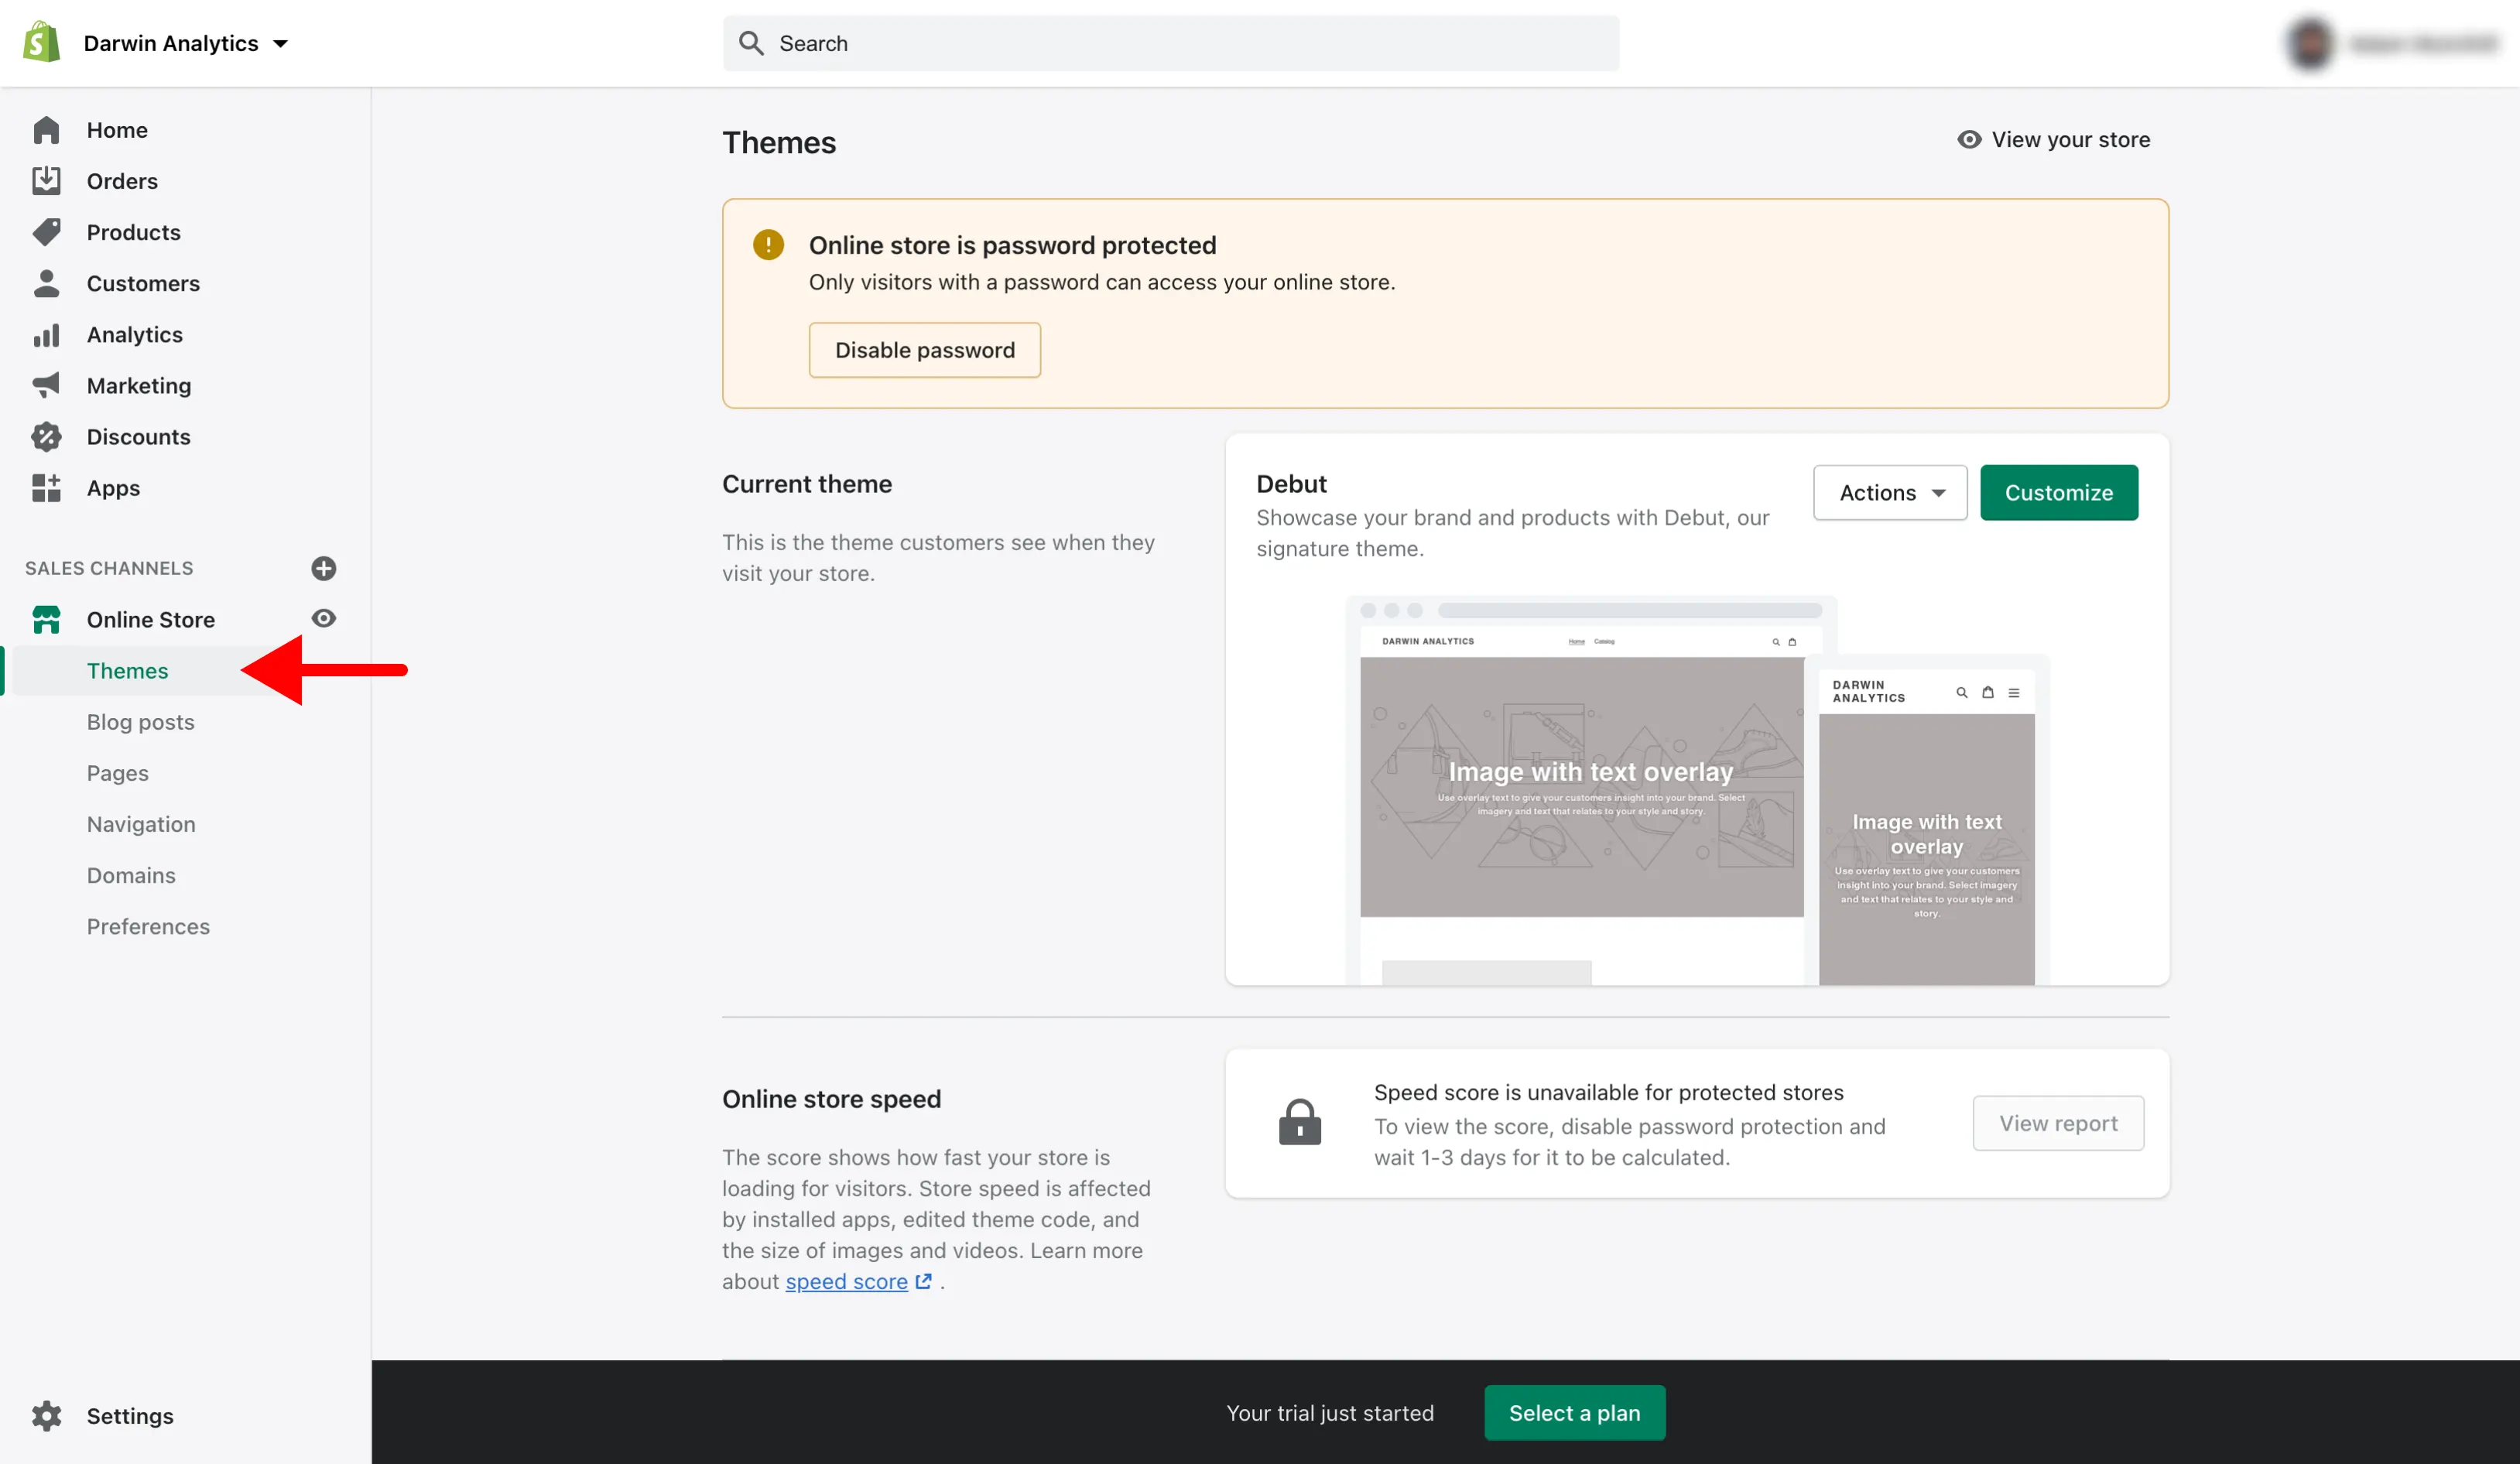 Darwin Analytics
Search
Home
Orders
Products
Customers
Analytics
Marketing
Discounts
Apps
SALES CHANNELS
Online Store
Themes
Blog posts
Pages
Navigation
Domains
Preferences
Settings
Themes
View your store
Online store is password protected
Only visitors with a password can access your online store.
Disable password
Current theme
This is the theme customers see when they
visit your store.
Debut
Showcase your brand and products with Debut, our
signature theme.
Actions
Customize
DARWIN ANALYTICS
Home Catalog
Image with text overlay
Use overlay text to give your customers insight into your brand. Select
imagery and text that relates to your style and story.
DARWIN
ANALYTICS
Image with text
overlay
Use overlay text to give your customers
insight into your brand. Select imagery
and text that relates to your style and
story.
Online store speed
The score shows how fast your store is
loading for visitors. Store speed is affected
by installed apps, edited theme code, and
the size of images and videos. Learn more
about speed score .
Speed score is unavailable for protected stores
To view the score, disable password protection and
wait 1-3 days for it to be calculated.
View report
Your trial just started
Select a plan